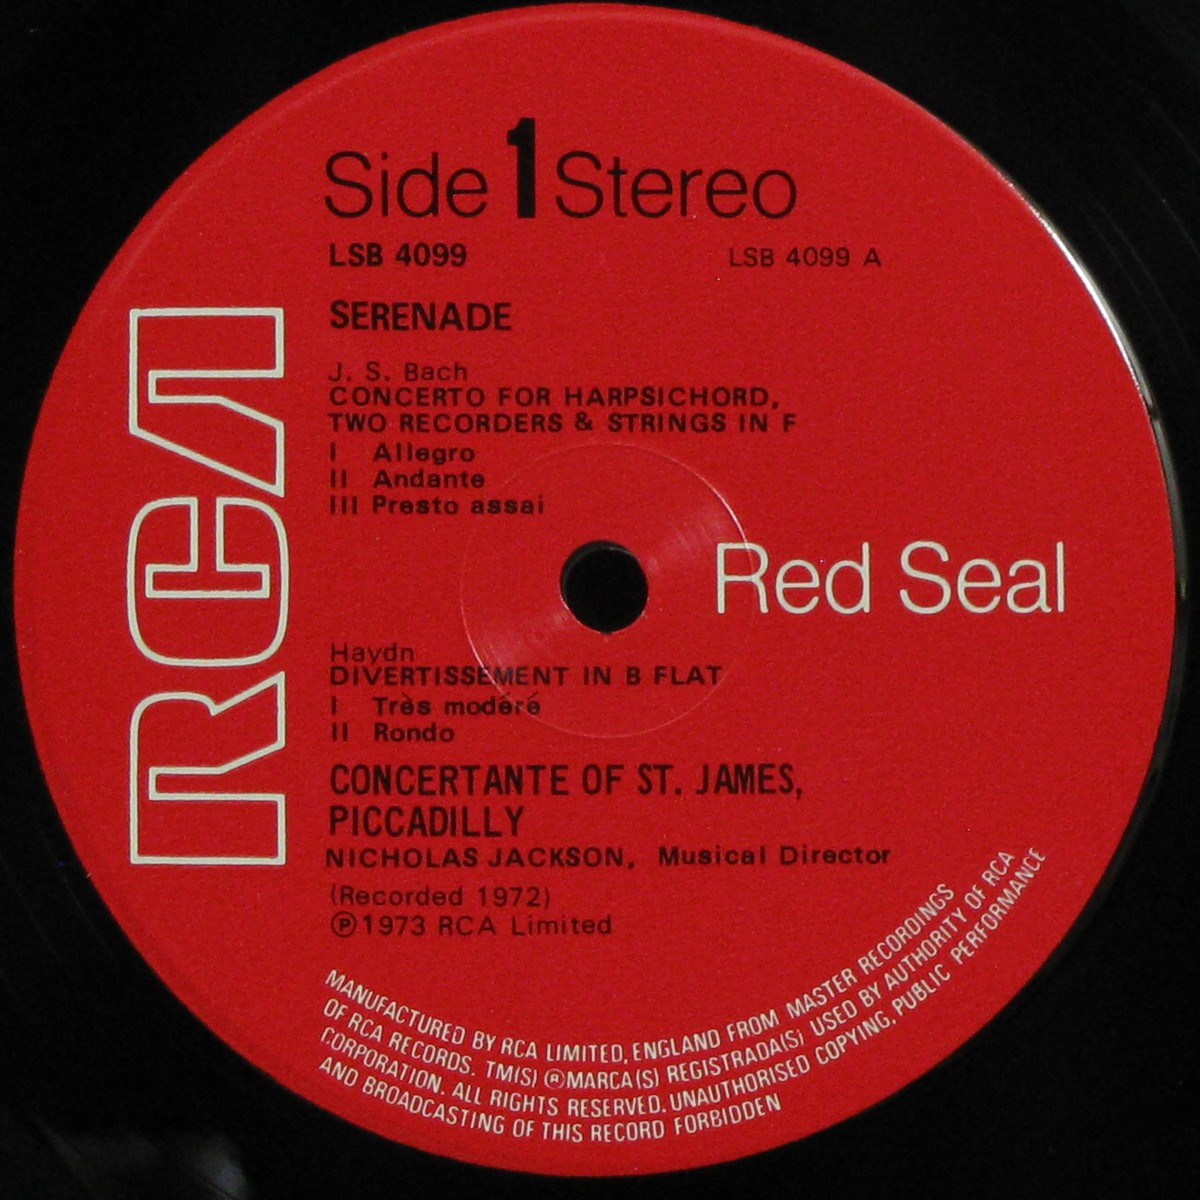 Side 1 Stereo
LSB 4099 LSB 4099 A
SERENADE
J. S. Bach
CONCERTO FOR HARPSICHORD,
TWO RECORDERS & STRINGS IN F
I Allegro
II Andante
III Presto assai
RCA
Red Seal
Haydn
DIVERTISSEMENT IN B FLAT
I Très modéré
II Rondo
CONCERTANTE OF ST. JAMES,
PICCADILLY
NICHOLAS JACKSON, Musical Director
(Recorded 1972)
Ⓟ1973 RCA Limited
MANUFACTURED BY RCA LIMITED, ENGLAND FROM MASTER RECORDINGS
OF RCA RECORDS. TM(S) ®MARCA(S) REGISTRADA(S) USED BY AUTHORITY OF RCA
CORPORATION. ALL RIGHTS RESERVED. UNAUTHORISED COPYING, PUBLIC PERFORMANCE
AND BROADCASTING OF THIS RECORD FORBIDDEN